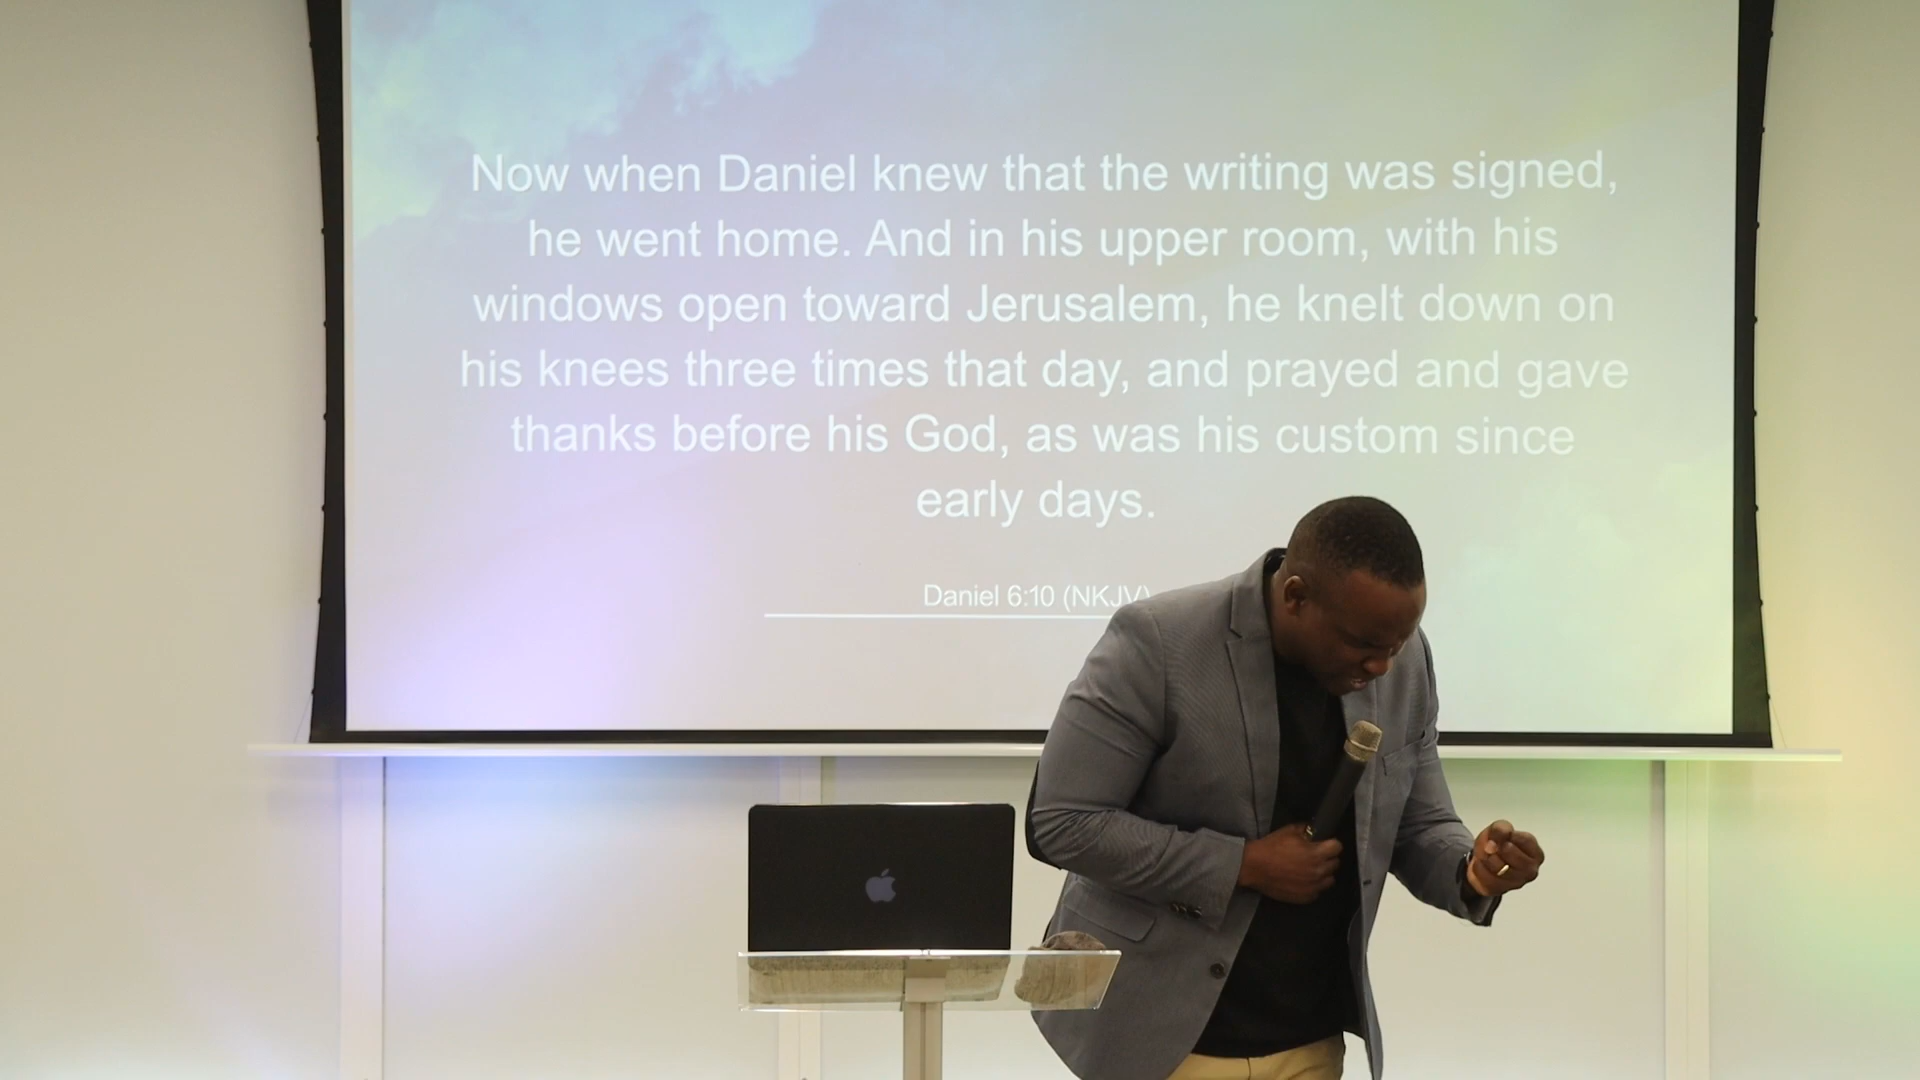 Now when Daniel knew that the writing was signed,
he went home. And in his upper room, with his
windows open toward Jerusalem, he knelt down on
his knees three times that day, and prayed and gave
thanks before his God, as was his custom since
early days.
Daniel 6:10 (NKJV)